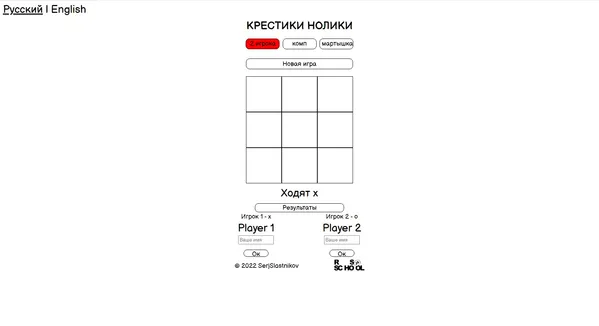 Русский | English
КРЕСТИКИ НОЛИКИ
2 игрока комп мартышка
Новая игра
Ходят х
Результаты
Игрок 1 - х Игрок 2 - о
Player 1 Player 2
Ваше имя Ваше имя
Ок Ок
© 2022 SerjSlastnikov
R S
SCHOOL